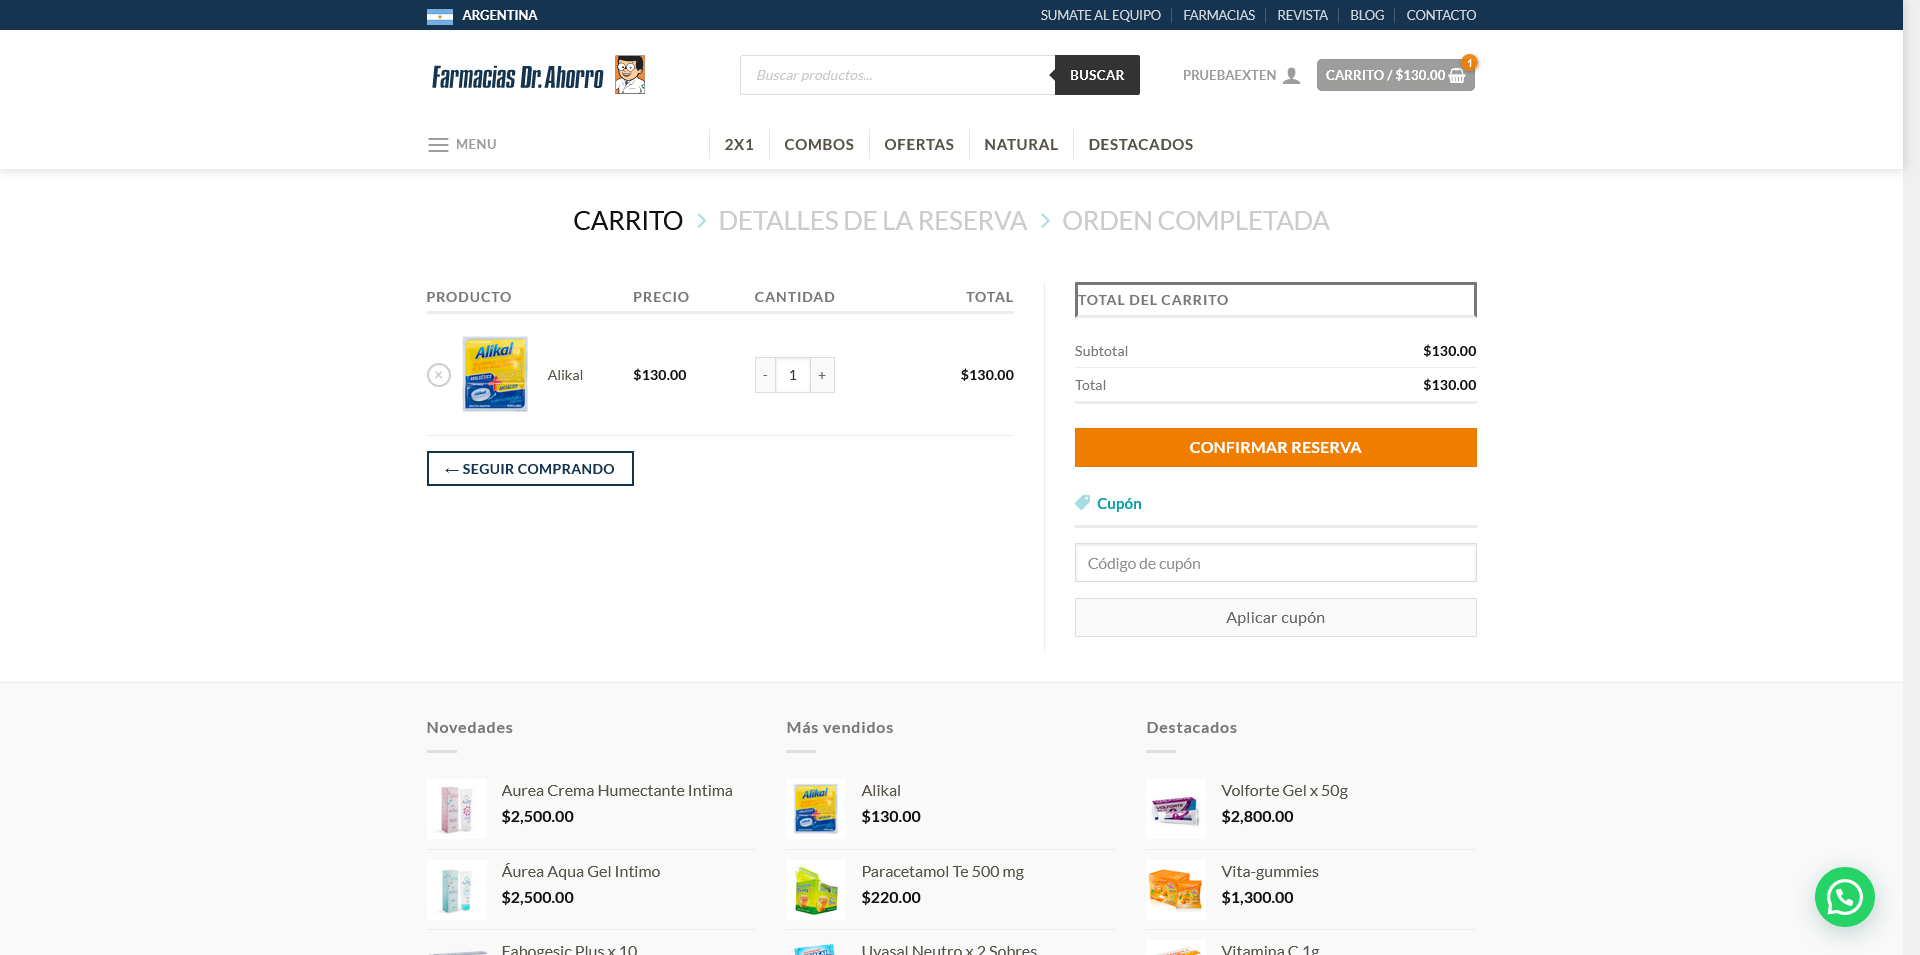 ARGENTINA
SUMATE AL EQUIPO FARMACIAS REVISTA BLOG CONTACTO
Farmacias Dr. Ahorro
Buscar productos...
BUSCAR
PRUEBAEXTEN
CARRITO / $130.00
1
MENU
2X1 COMBOS OFERTAS NATURAL DESTACADOS
CARRITO > DETALLES DE LA RESERVA > ORDEN COMPLETADA
PRODUCTO PRECIO CANTIDAD TOTAL
× Alikal Alikal $130.00 - 1 + $130.00
← SEGUIR COMPRANDO
TOTAL DEL CARRITO
Subtotal $130.00
Total $130.00
CONFIRMAR RESERVA
Cupón
Código de cupón
Aplicar cupón
Novedades
Aurea Crema Humectante Intima
$2,500.00
Áurea Aqua Gel Intimo
$2,500.00
Fabogesic Plus x 10
Más vendidos
Alikal
Alikal
$130.00
Paracetamol Te 500 mg
$220.00
Uvasal Neutro x 2 Sobres
Destacados
VOLFORTE
Volforte Gel x 50g
$2,800.00
Vita-gummies
$1,300.00
Vitamina C 1g